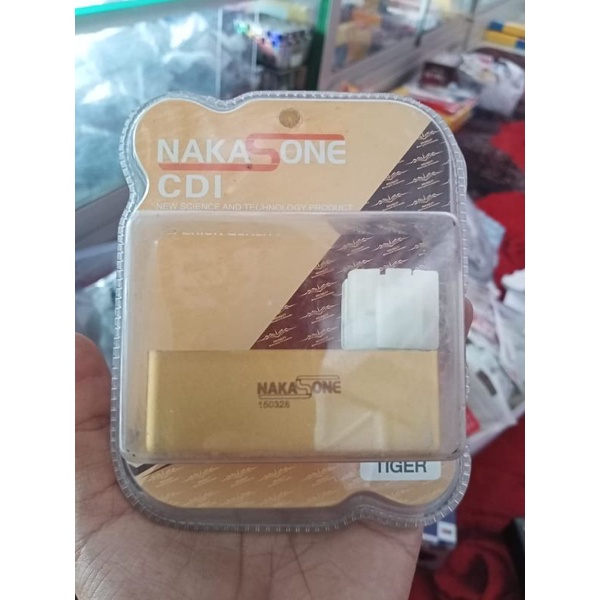 NAKASONE
CDI
NEW SCIENCE AND TECHNOLOGY PRODUCT
NAKASONE
150326
TIGER